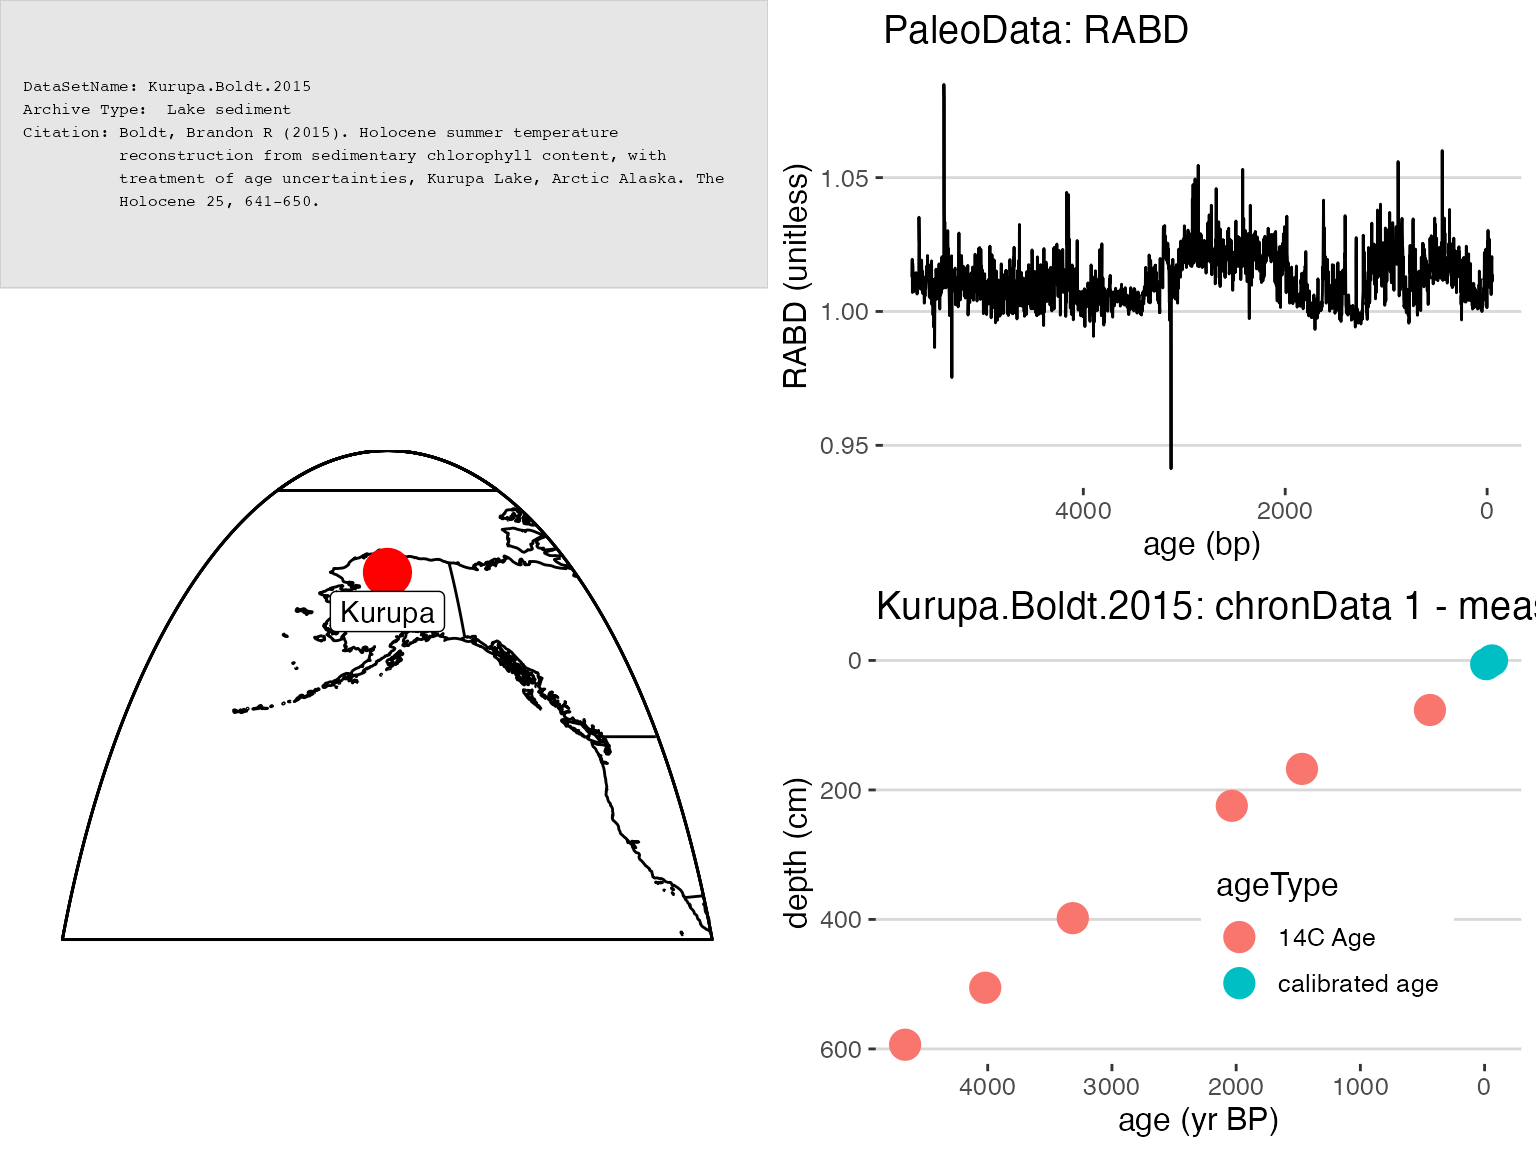 DataSetName: Kurupa.Boldt.2015
Archive Type:  Lake sediment
Citation: Boldt, Brandon R (2015). Holocene summer temperature
reconstruction from sedimentary chlorophyll content, with
treatment of age uncertainties, Kurupa Lake, Arctic Alaska. The
Holocene 25, 641-650.
Kurupa
PaleoData: RABD
RABD (unitless)
1.05
1.00
0.95
4000 2000 0
age (bp)
Kurupa.Boldt.2015: chronData 1 - meas
depth (cm)
0
200
400
600
ageType
14C Age
calibrated age
4000 3000 2000 1000 0
age (yr BP)